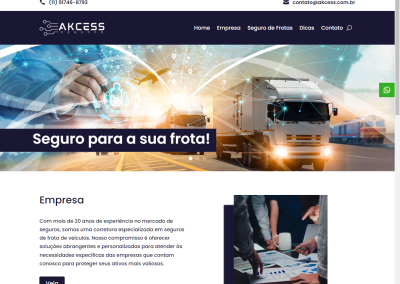 (11) 91746-8793
contato@akcess.com.br
AKCESS
Home Empresa Seguro de Frotas Dicas Contato
Seguro para a sua frota!
Empresa
Com mais de 20 anos de experiência no mercado de
seguros, somos uma corretora especializada em seguros
de frota de veículos. Nosso compromisso é oferecer
soluções abrangentes e personalizadas para atender às
necessidades específicas das empresas que contam
conosco para proteger seus ativos mais valiosos.
Veja